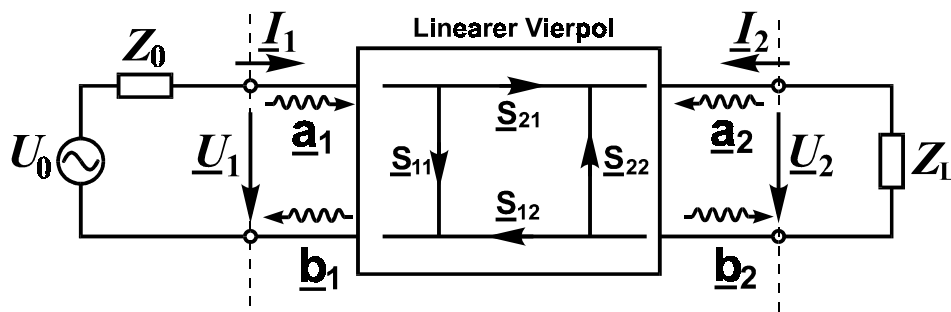 I1 Linearer Vierpol I2
Z0
a1 S21 a2
U0 U1 S11 S22 U2 ZL
S12
b1 b2